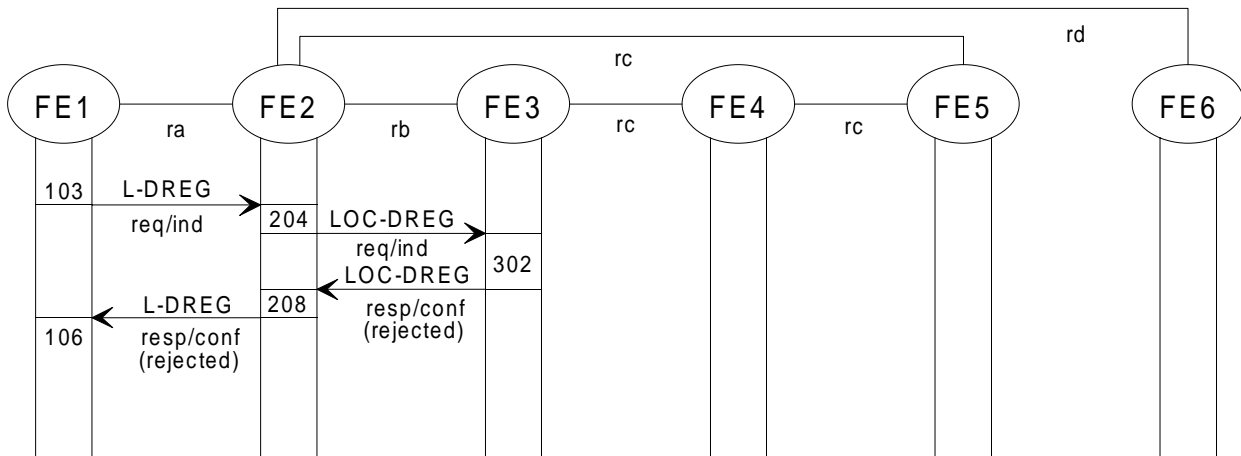 rd
rc
FE1
FE2
FE3
FE4
FE5
FE6
ra
rb
rc
rc
103
L-DREG
req/ind
204
LOC-DREG
req/ind
302
LOC-DREG
resp/conf
(rejected)
208
L-DREG
resp/conf
(rejected)
106